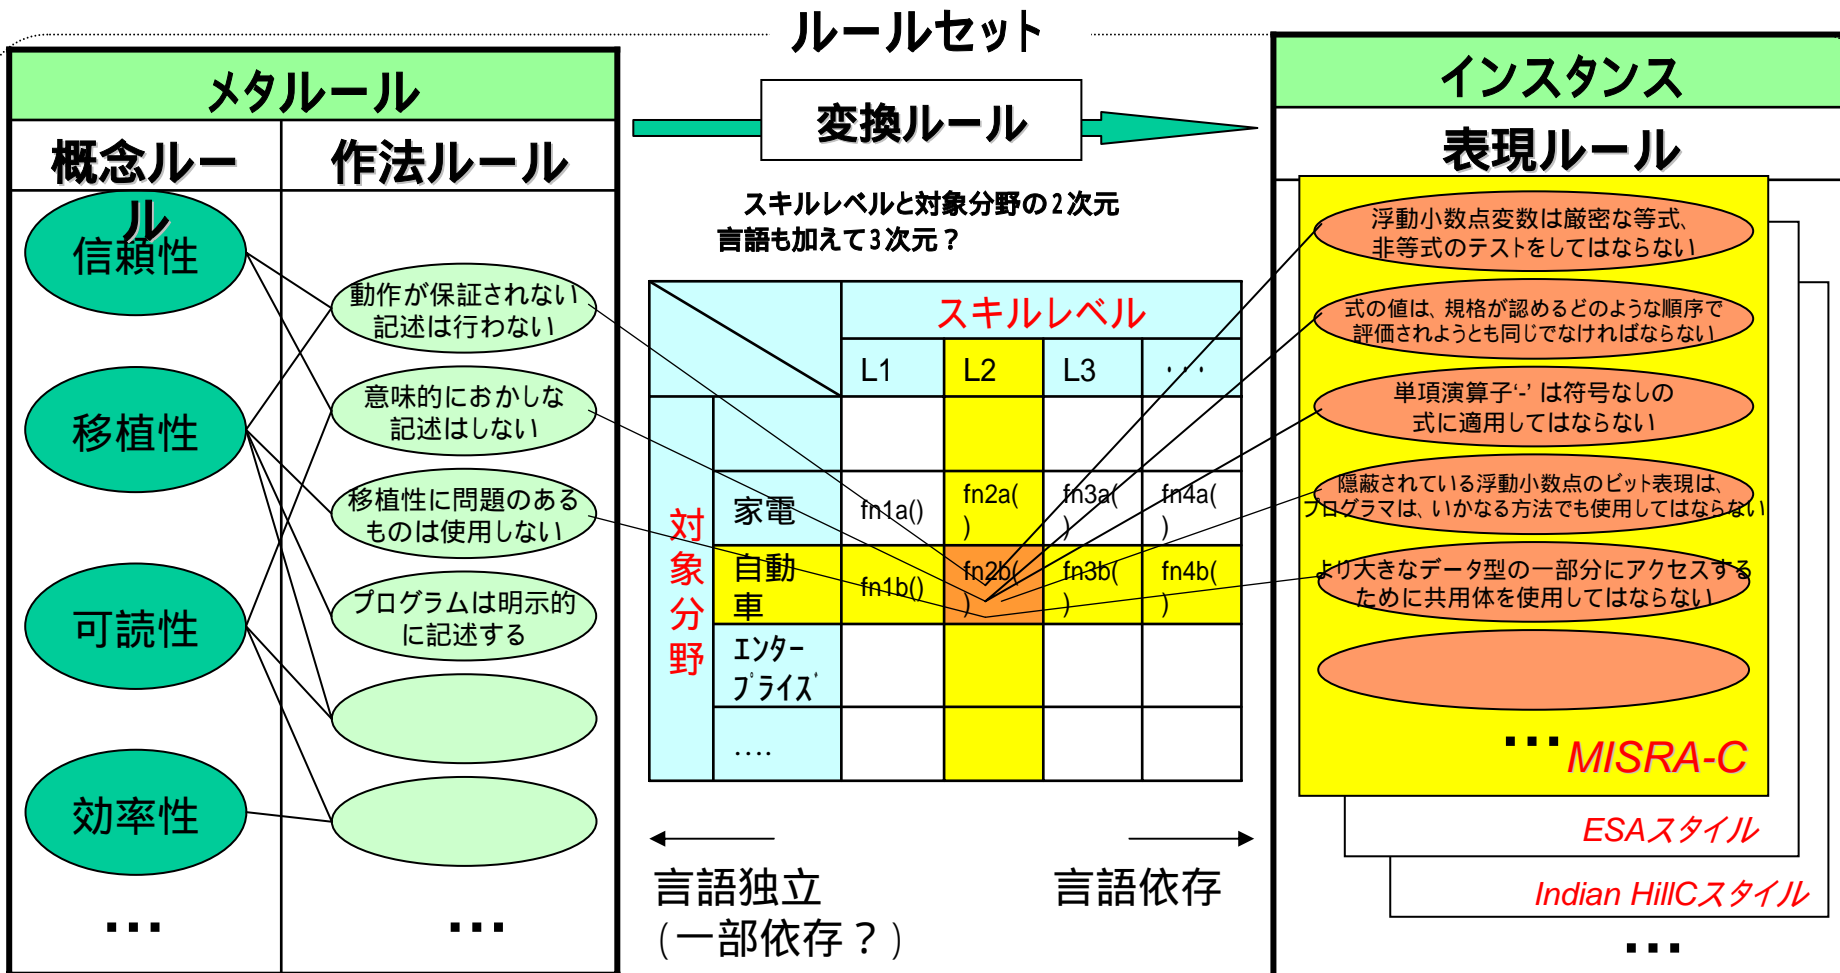 ルールセット
メタルール
概念ルー
ル
作法ルール
信頼性
移植性
可読性
効率性
...
動作が保証されない
記述は行わない
意味的におかしな
記述はしない
移植性に問題のある
ものは使用しない
プログラムは明示的
に記述する
...
変換ルール
スキルレベルと対象分野の2次元
言語も加えて3次元？
スキルレベル
L1 L2 L3 ・・・
対象分野
家電 fn1a() fn2a( ) fn3a( ) fn4a( )
自動
車 fn1b() fn2b( ) fn3b( ) fn4b( )
エンター
プライズ
....
言語独立
(一部依存？)
言語依存
インスタンス
表現ルール
浮動小数点変数は厳密な等式、
非等式のテストをしてはならない
式の値は、規格が認めるどのような順序で
評価されようとも同じでなければならない
単項演算子‘-’は符号なしの
式に適用してはならない
隠蔽されている浮動小数点のビット表現は、
プログラマは、いかなる方法でも使用してはならない
より大きなデータ型の一部分にアクセスする
ために共用体を使用してはならない
...
MISRA-C
ESAスタイル
Indian HillCスタイル
...